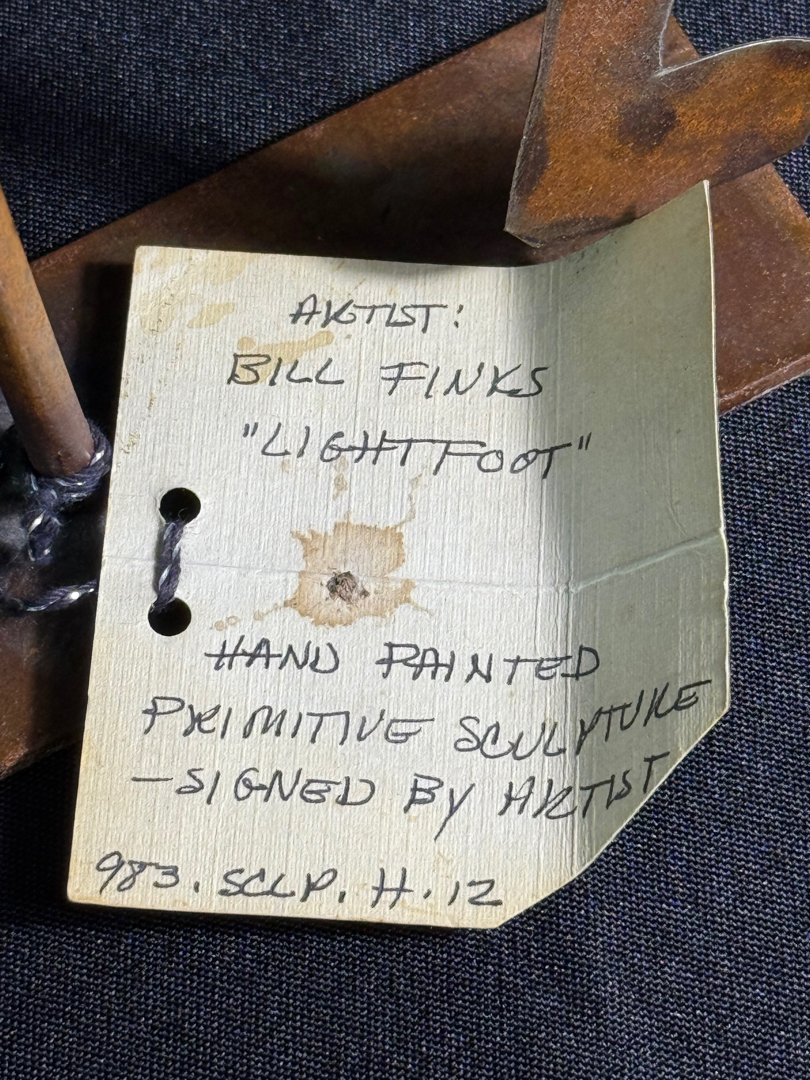 ARTIST:
BILL FINKS
"LIGHTFOOT"
HAND PAINTED
PRIMITIVE SCULPTURE
—SIGNED BY ARTIST
983. SCLP. H. 12